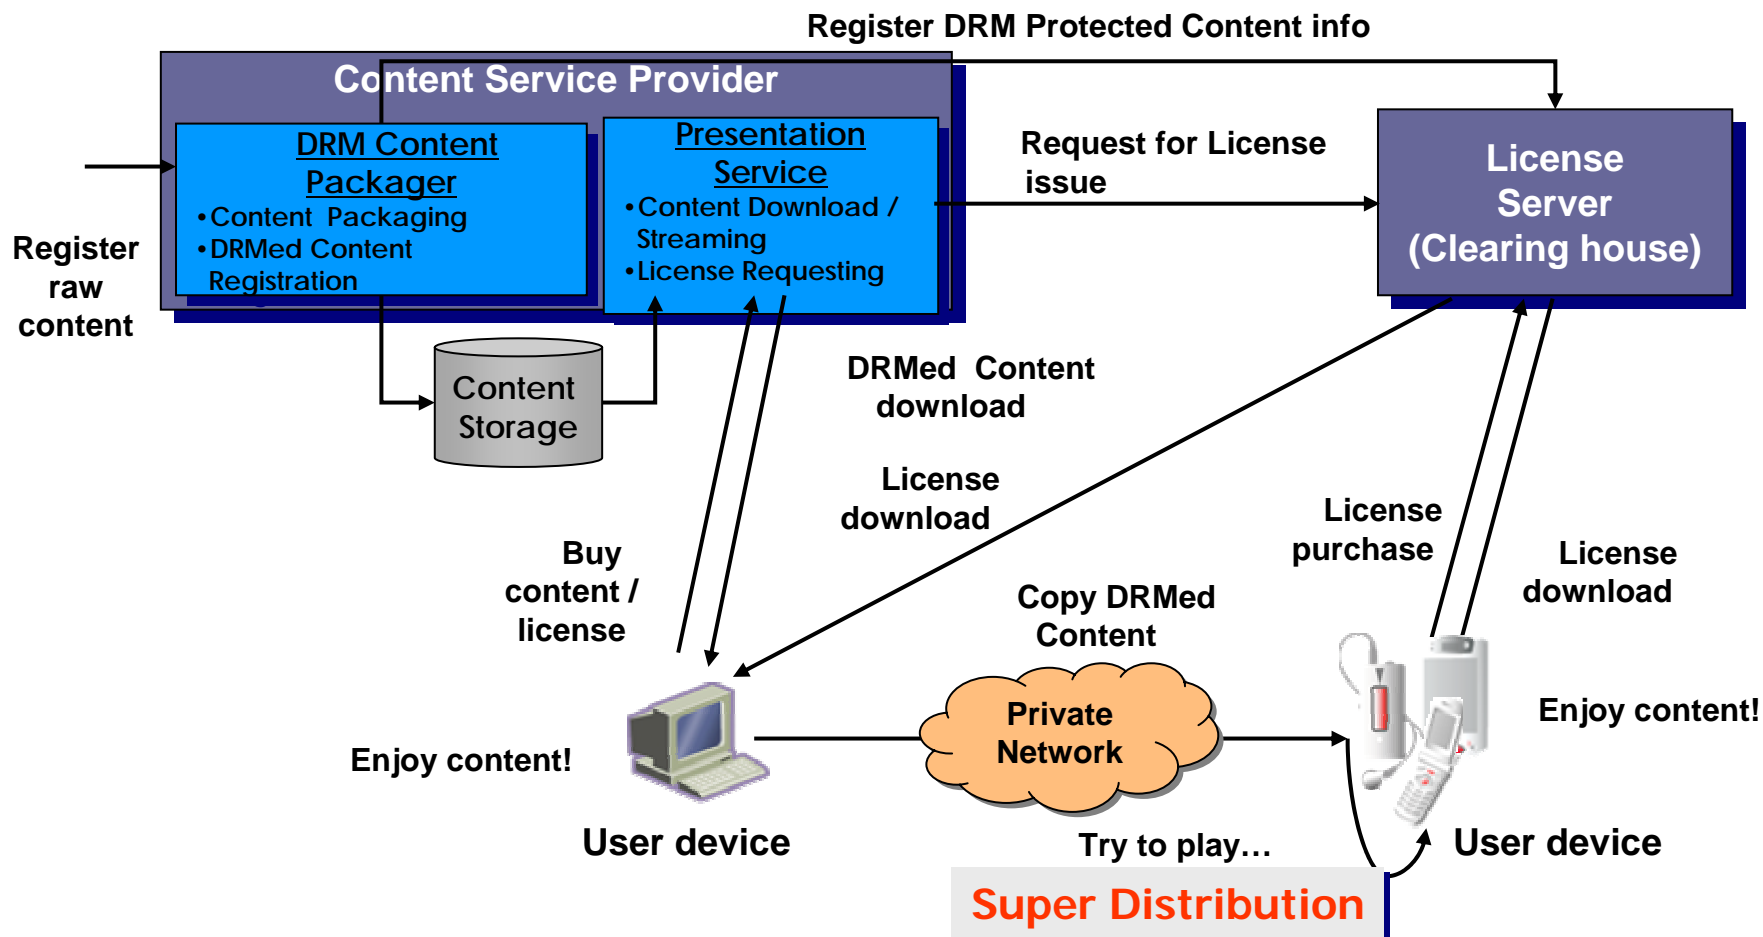 Register DRM Protected Content info
Content Service Provider
DRM Content
Packager
•Content Packaging
•DRMed Content
Registration
Presentation
Service
•Content Download /
Streaming
•License Requesting
Request for License
issue
License
Server
(Clearing house)
Register
raw
content
Content
Storage
DRMed Content
download
License
download
Buy
content /
license
License
purchase
License
download
Copy DRMed
Content
Private
Network
Enjoy content!
Enjoy content!
User device
Try to play…
User device
Super Distribution